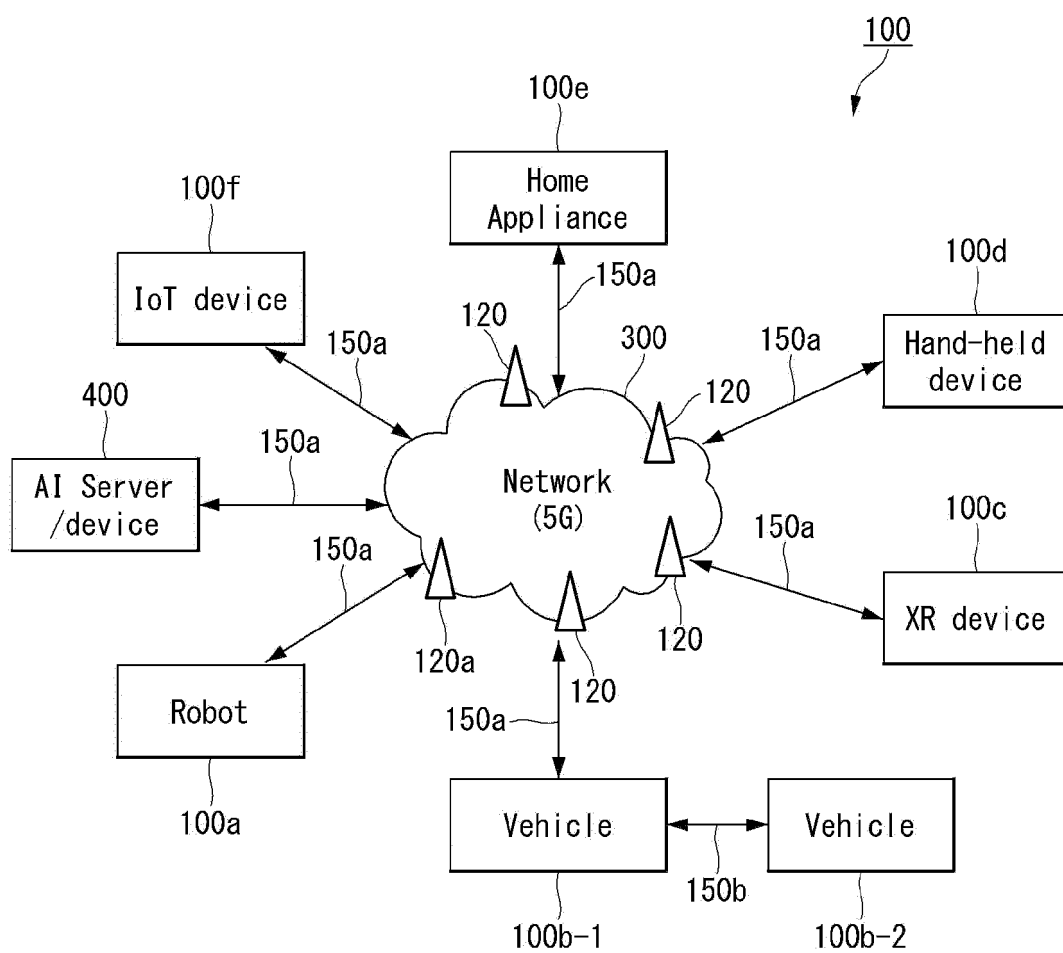 100
100e
Home
Appliance
100f
IoT device
150a
100d
Hand-held
device
120
300
150a
150a
120
400
AI Server
/device
150a
Network
(5G)
100c
XR device
150a
150a
120a
120
120
Robot
100a
150a
Vehicle
Vehicle
150b
100b-1
100b-2